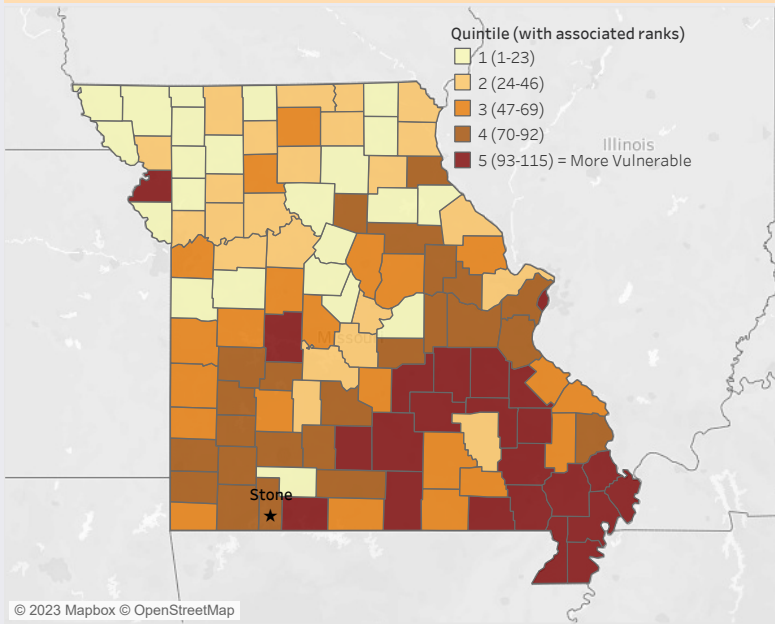 Quintile (with associated ranks)
1 (1-23)
2 (24-46)
3 (47-69)
4 (70-92)
5 (93-115) = More Vulnerable
Illinois
Missouri
Stone
© 2023 Mapbox © OpenStreetMap